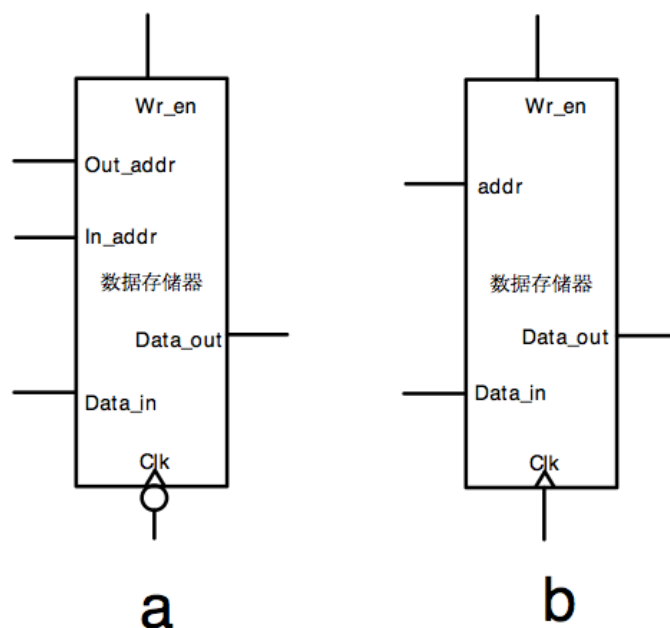 Wr_en
Out_addr
In_addr
数据存储器
Data_out
Data_in
Clk
a
Wr_en
addr
数据存储器
Data_out
Data_in
Clk
b